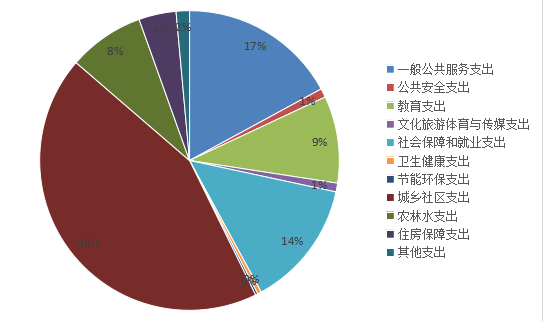 17%
1%
9%
1%
14%
8%
1%
一般公共服务支出
公共安全支出
教育支出
文化旅游体育与传媒支出
社会保障和就业支出
卫生健康支出
节能环保支出
城乡社区支出
农林水支出
住房保障支出
其他支出